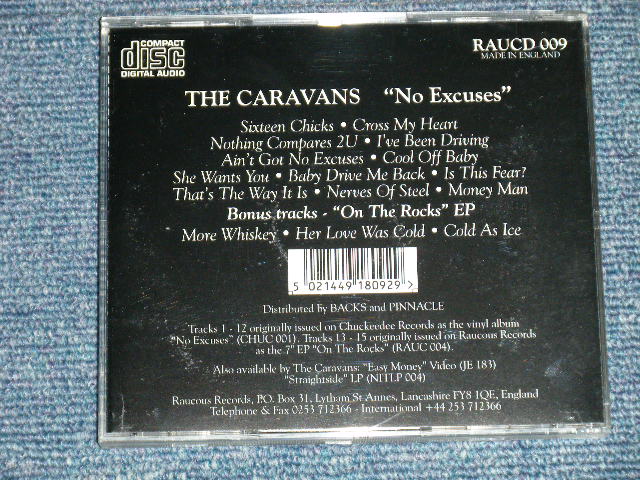 COMPACT
disc
DIGITAL AUDIO
RAUCD 009
MADE IN ENGLAND
THE CARAVANS "No Excuses"
Sixteen Chicks • Cross My Heart
Nothing Compares 2U • I've Been Driving
Ain't Got No Excuses • Cool Off Baby
She Wants You • Baby Drive Me Back • Is This Fear?
That's The Way It Is • Nerves Of Steel • Money Man
Bonus tracks - "On The Rocks" EP
More Whiskey • Her Love Was Cold • Cold As Ice
5 021449 180929 >
Distributed by BACKS and PINNACLE
Tracks 1 - 12 originally issued on Chuckeedee Records as the vinyl album
"No Excuses" (CHUC 001). Tracks 13 - 15 originally issued on Raucous Records
as the 7" EP "On The Rocks" (RAUC 004).
Also available by The Caravans: "Easy Money" Video (JE 183)
"Straightside" LP (NITLP 004)
Raucous Records, P.O. Box 31, Lytham St Annes, Lancashire FY8 1QE, England
Telephone & Fax 0253 712366 - International +44 253 712366